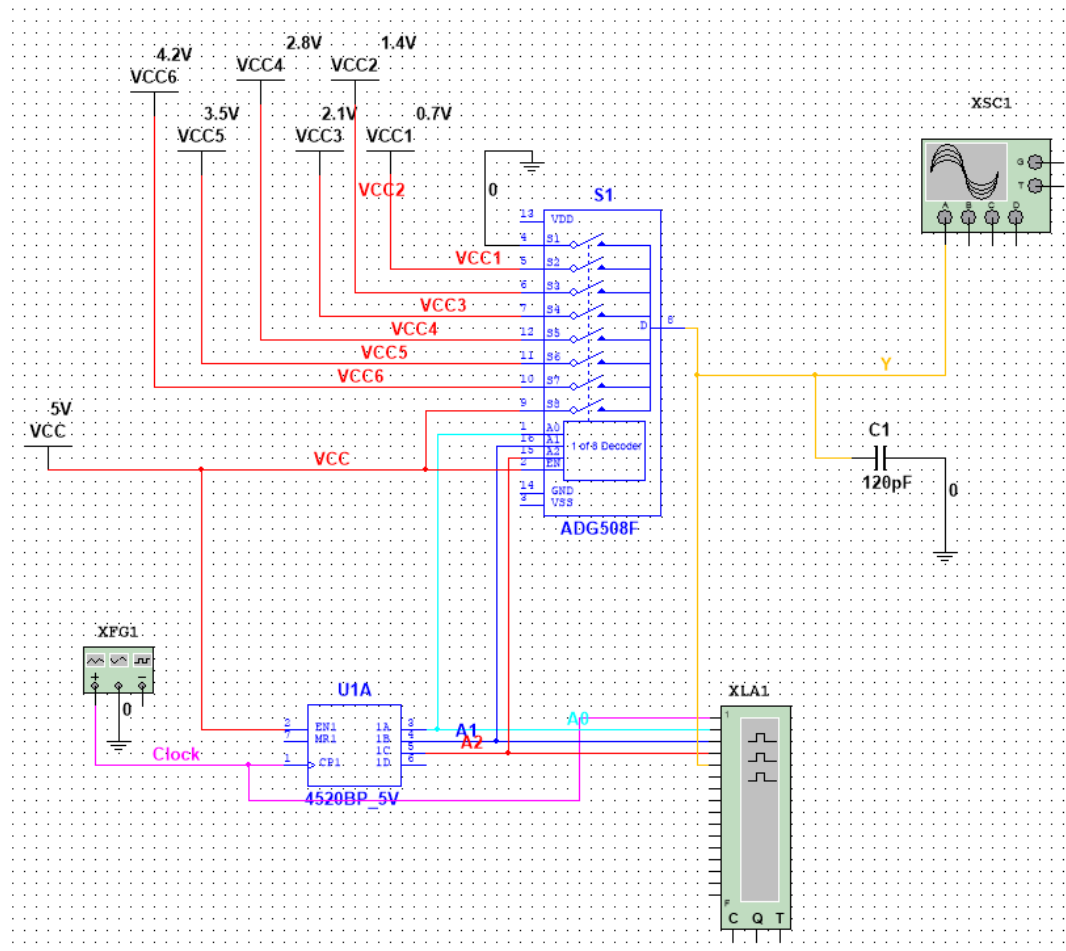 4.2V
2.8V
1.4V
VCC6
VCC4
VCC2
3.5V
2.1V
0.7V
VCC5
VCC3
VCC1
XSC1
G
T
A
B
C
D
VCC2
0
S1
13
VDD
4
S1
VCC1
5
S2
6
S3
VCC3
7
S4
VCC4
12
S5
D
8
VCC5
11
S6
VCC6
10
S7
9
S8
Y
5V
VCC
VCC
1
A0
16
A1
15
A2
2
EN
1 of-8 Decoder
14
GND
3
VSS
ADG508F
C1
120pF
0
XFG1
+
–
0
Clock
U1A
2
EN1
7
MR1
1
CP1
1A
3
1B
4
1C
5
1D
6
4520BP_5V
A0
A1
A2
XLA1
1
F
C Q T